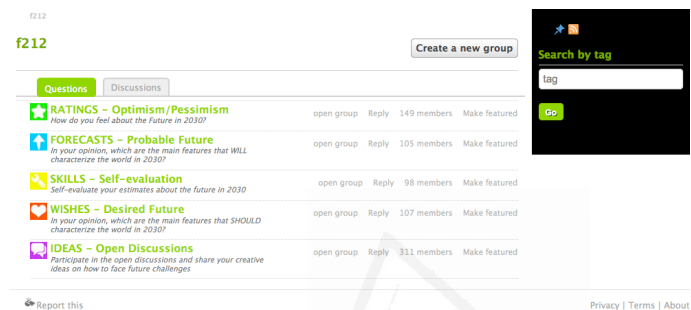 f212
f212
Create a new group
Search by tag
tag
Go
Questions
Discussions
RATINGS – Optimism/Pessimism
How do you feel about the Future in 2030?
open group Reply 149 members Make featured
FORECASTS – Probable Future
In your opinion, which are the main features that WILL
characterize the world in 2030?
open group Reply 105 members Make featured
SKILLS – Self-evaluation
Self-evaluate your estimates about the future in 2030
open group Reply 98 members Make featured
WISHES – Desired Future
In your opinion, which are the main features that SHOULD
characterize the world in 2030?
open group Reply 107 members Make featured
IDEAS – Open Discussions
Participate in the open discussions and share your creative
ideas on how to face future challenges
open group Reply 311 members Make featured
Report this
Privacy | Terms | About